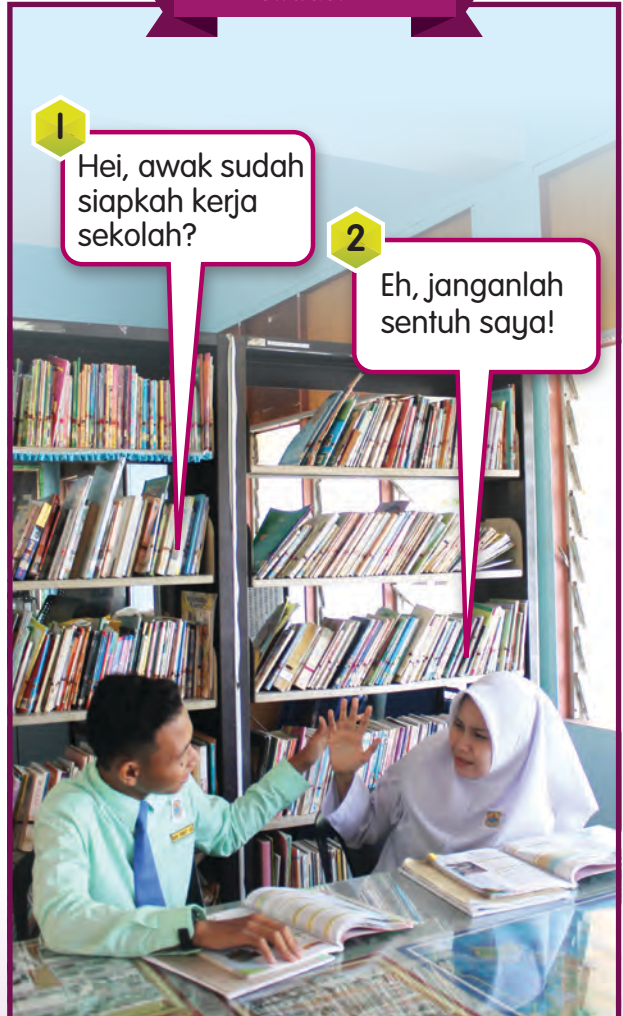 1
Hei, awak sudah
siapkah kerja
sekolah?
2
Eh, janganlah
sentuh saya!